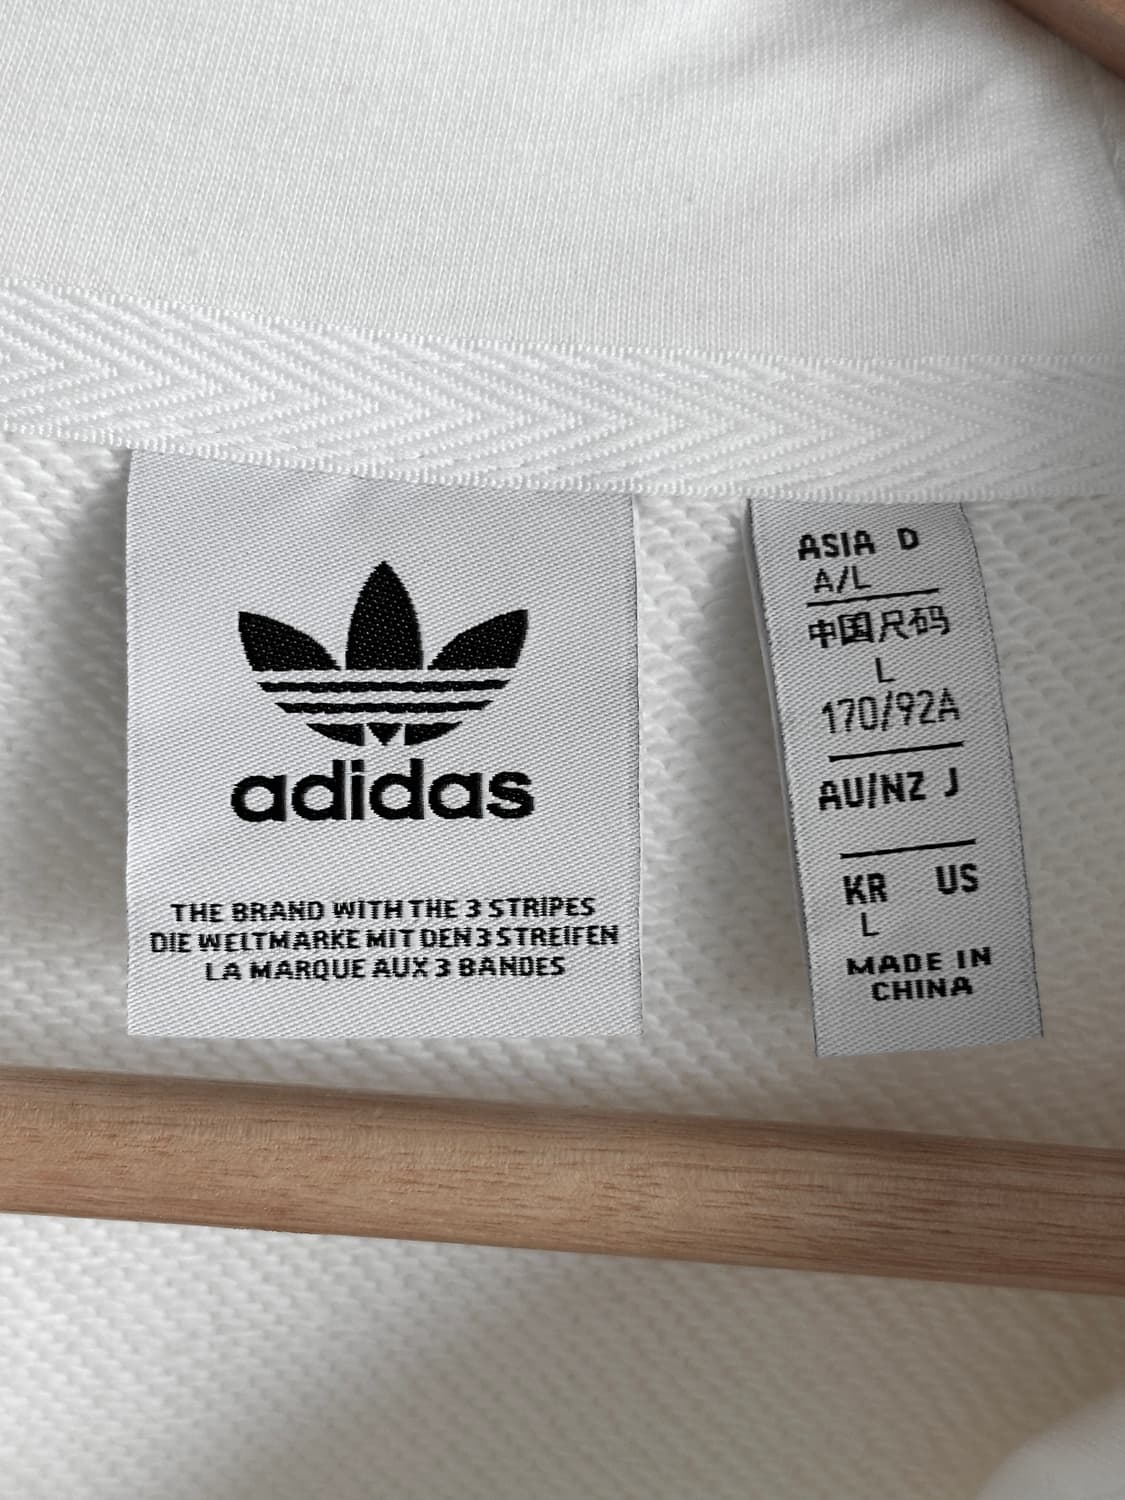 adidas
THE BRAND WITH THE 3 STRIPES
DIE WELTMARKE MIT DEN 3 STREIFEN
LA MARQUE AUX 3 BANDES
ASIA D
A/L
中国尺码
L
170/92A
AU/NZ J
KR US
L
MADE IN
CHINA